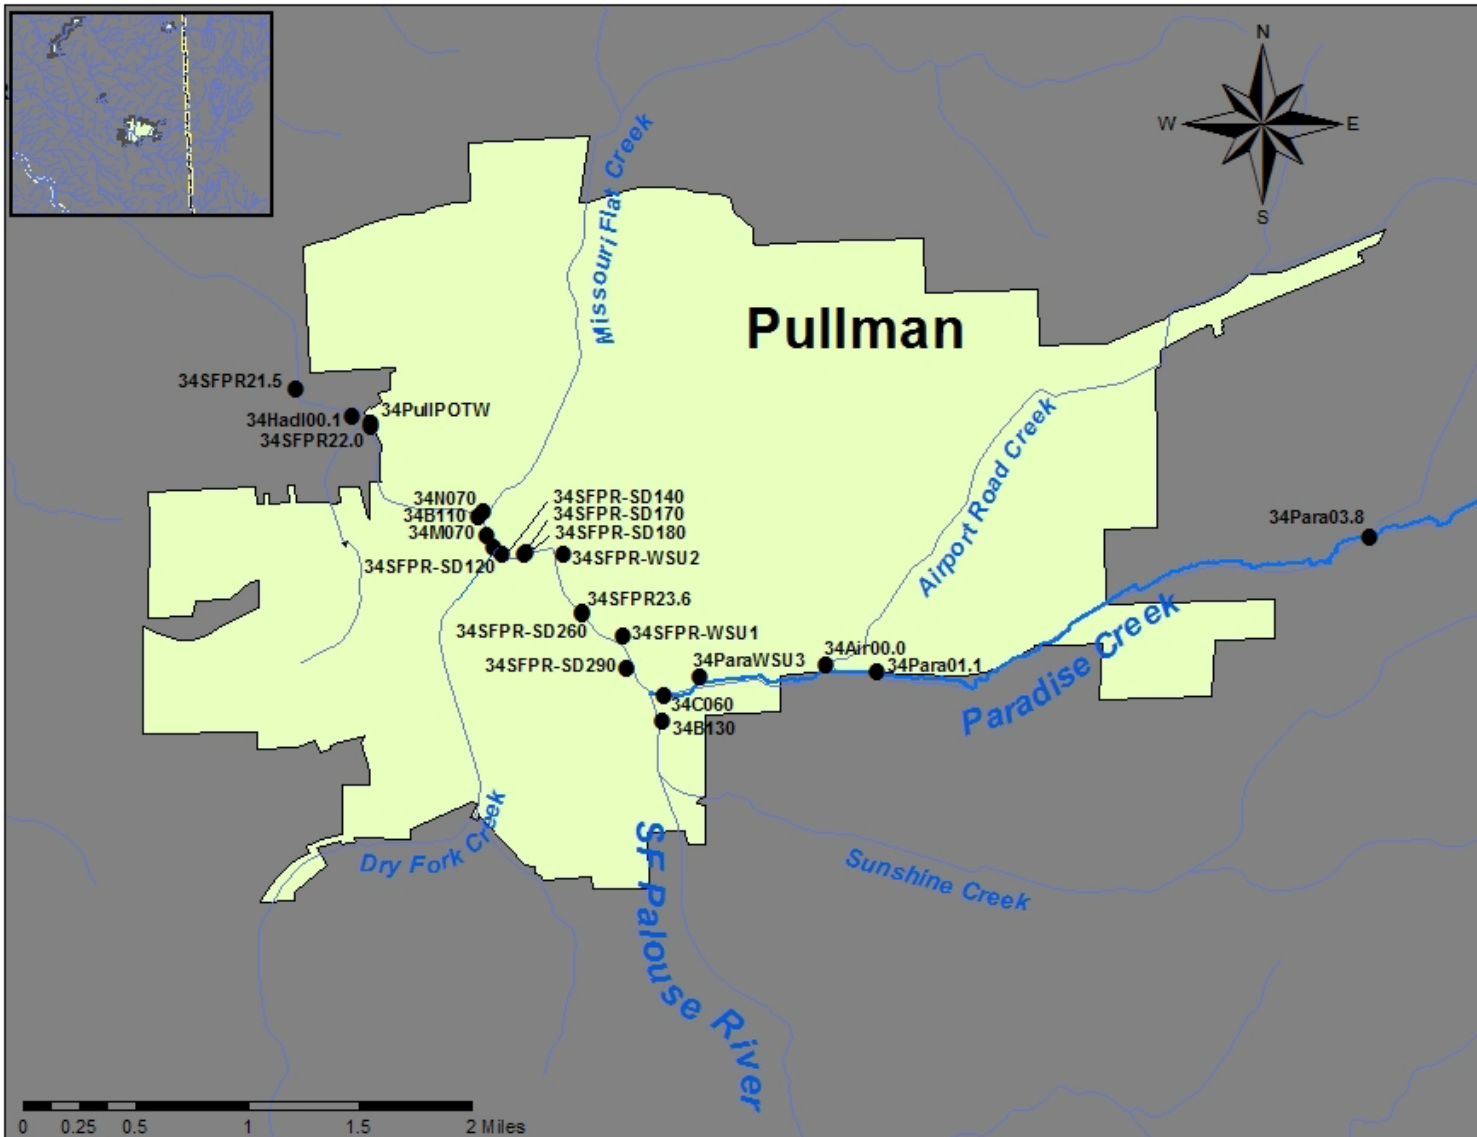 N
W
E
S
Missouri Flat Creek
Pullman
34SFPR21.5
34Hadl00.1
34PullPOTW
34SFPR22.0
Airport Road Creek
34N070
34SFPR-SD140
34B110
34SFPR-SD170
34M070
34SFPR-SD180
34SFPR-SD120
34SFPR-WSU2
34Para03.8
34SFPR23.6
34SFPR-SD260
34SFPR-WSU1
34SFPR-SD290
34ParaWSU3
34Air00.0
34Para01.1
Paradise Creek
34C060
34B130
Dry Fork Creek
SF Palouse River
Sunshine Creek
0 0.25 0.5 1 1.5 2 Miles